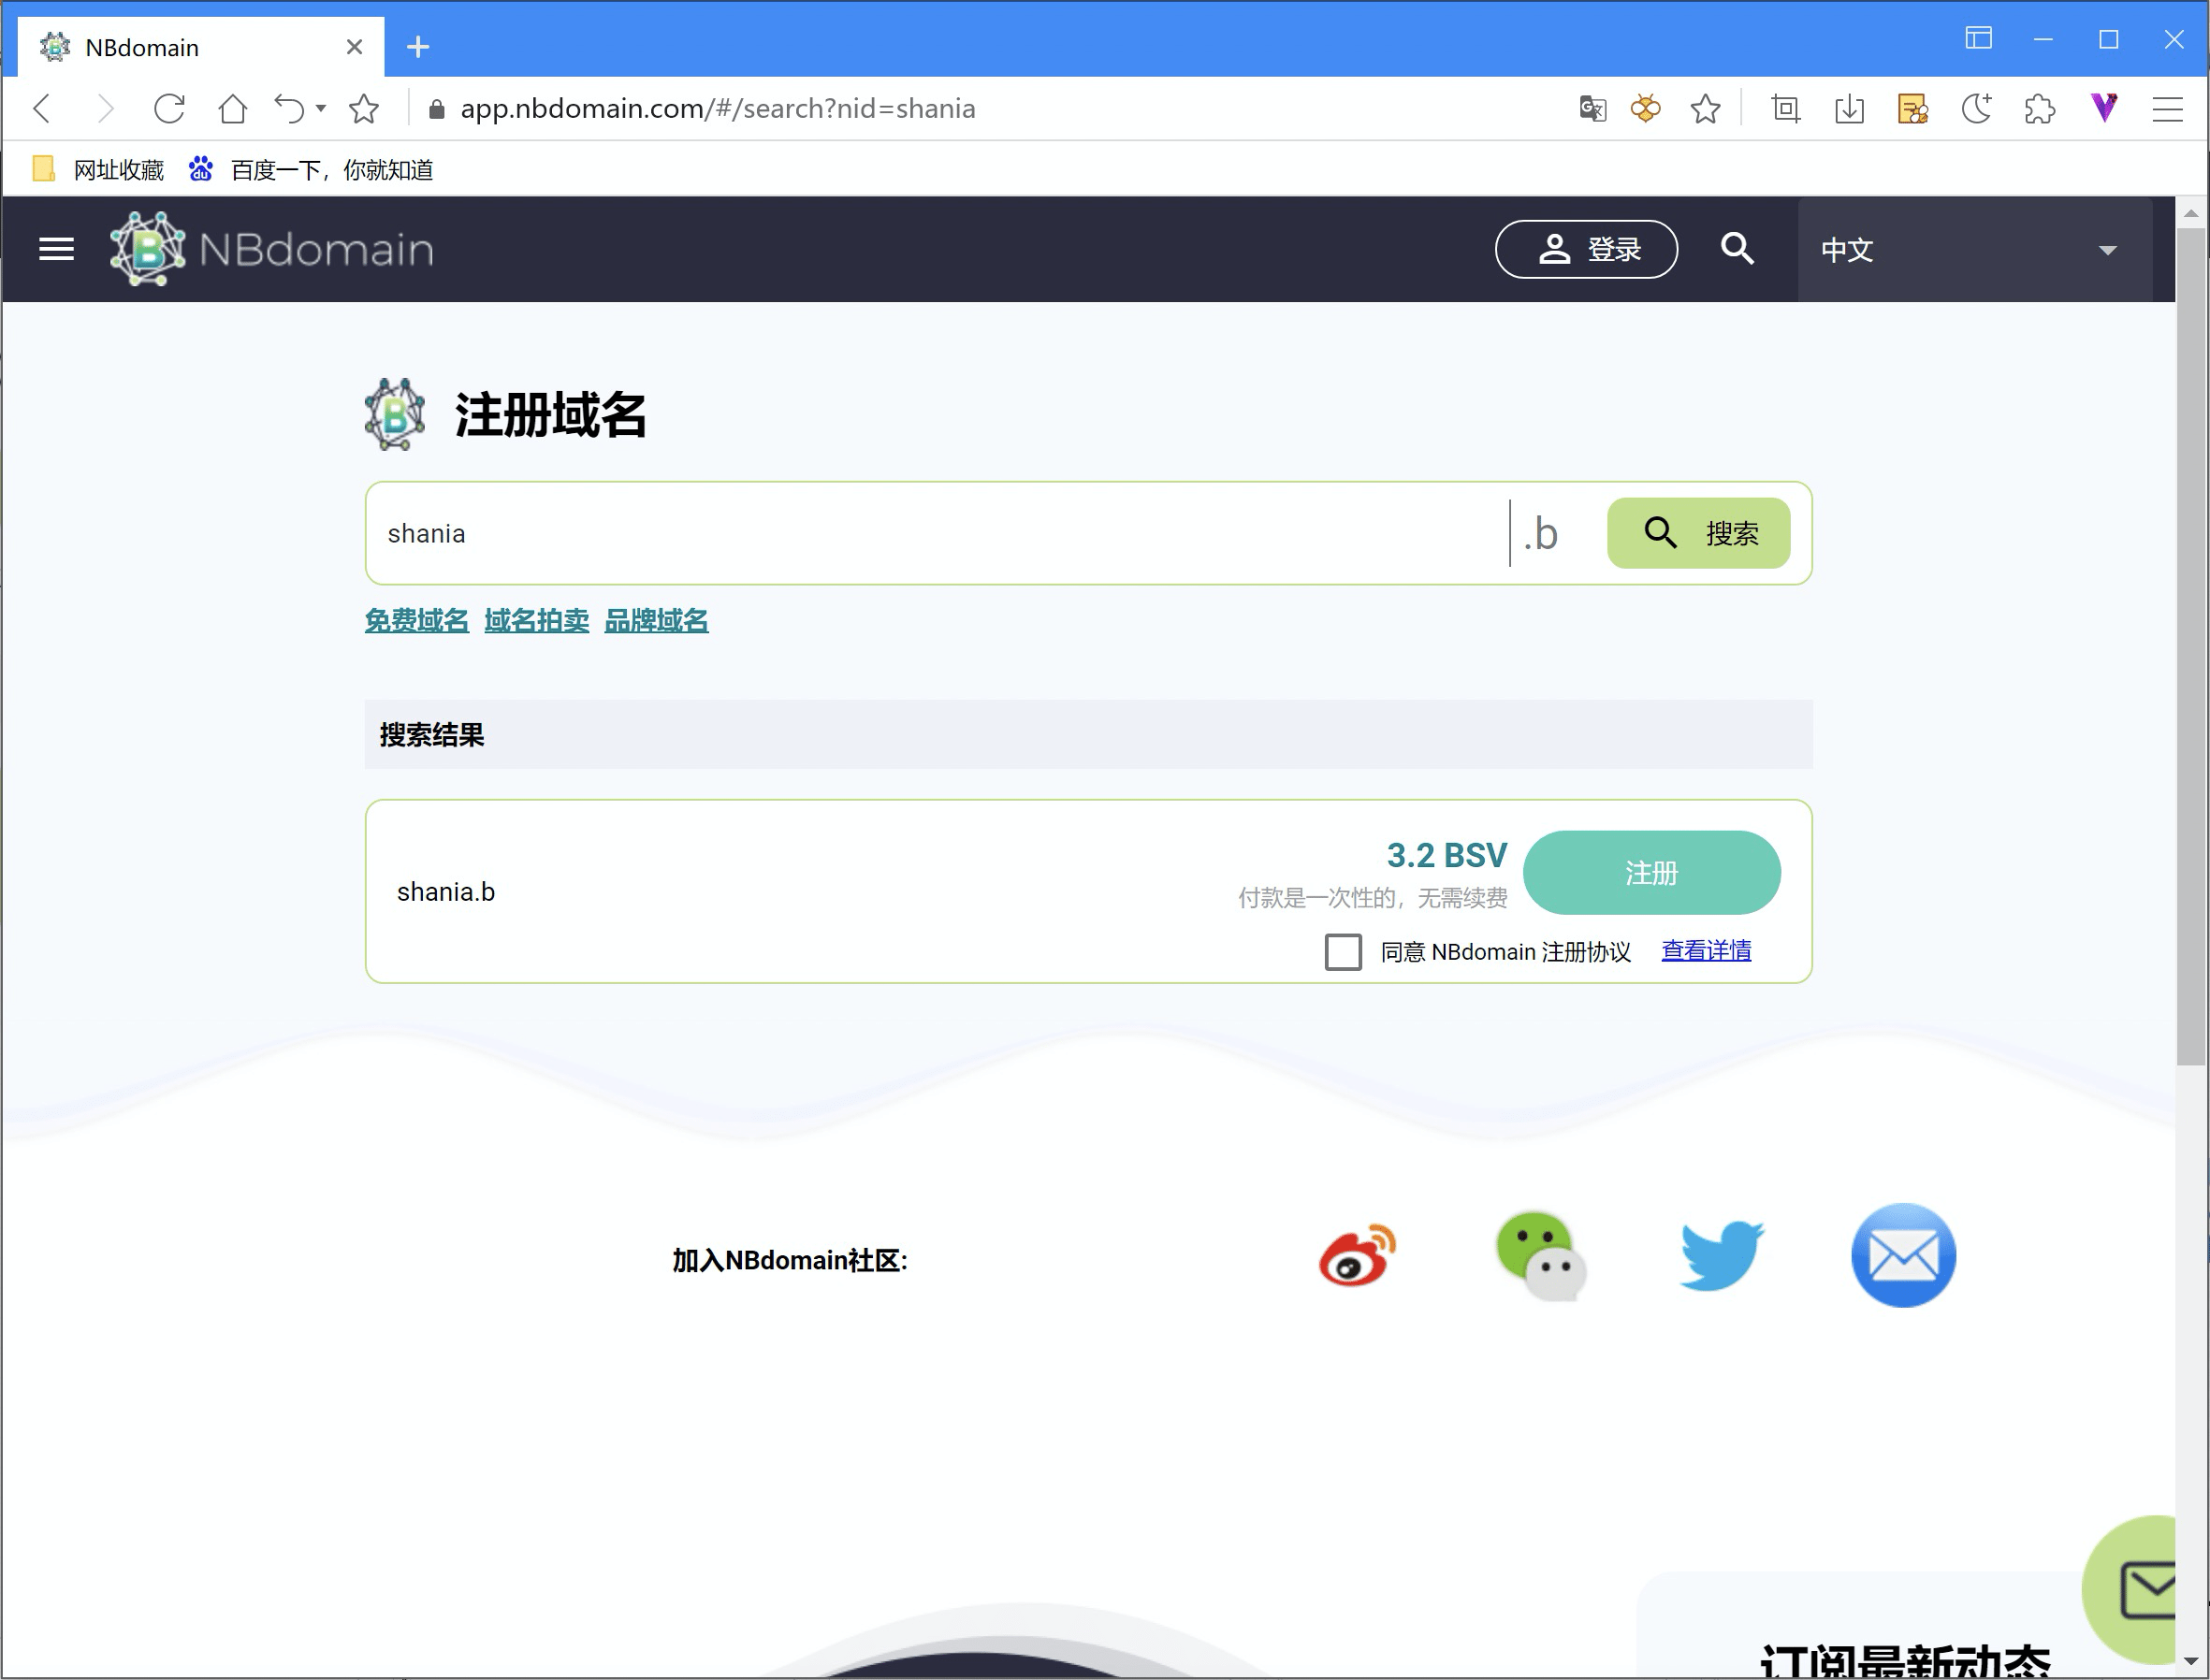 NBdomain
app.nbdomain.com/#/search?nid=shania
网址收藏 百度一下，你就知道
NBdomain 登录 中文
注册域名
shania .b 搜索
免费域名 域名拍卖 品牌域名
搜索结果
3.2 BSV 注册
shania.b 付款是一次性的，无需续费
同意 NBdomain 注册协议 查看详情
加入NBdomain社区:
订阅最新动态